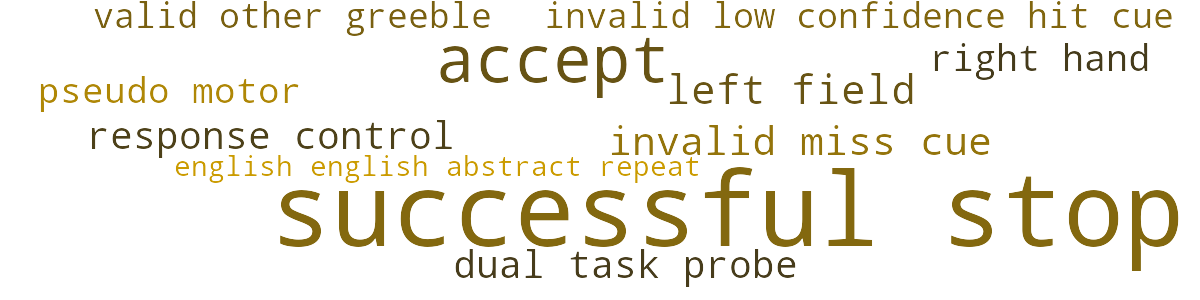 valid other greeble
invalid low confidence hit cue
accept
right hand
pseudo motor
left field
response control
invalid miss cue
english english abstract repeat
successful stop
dual task probe